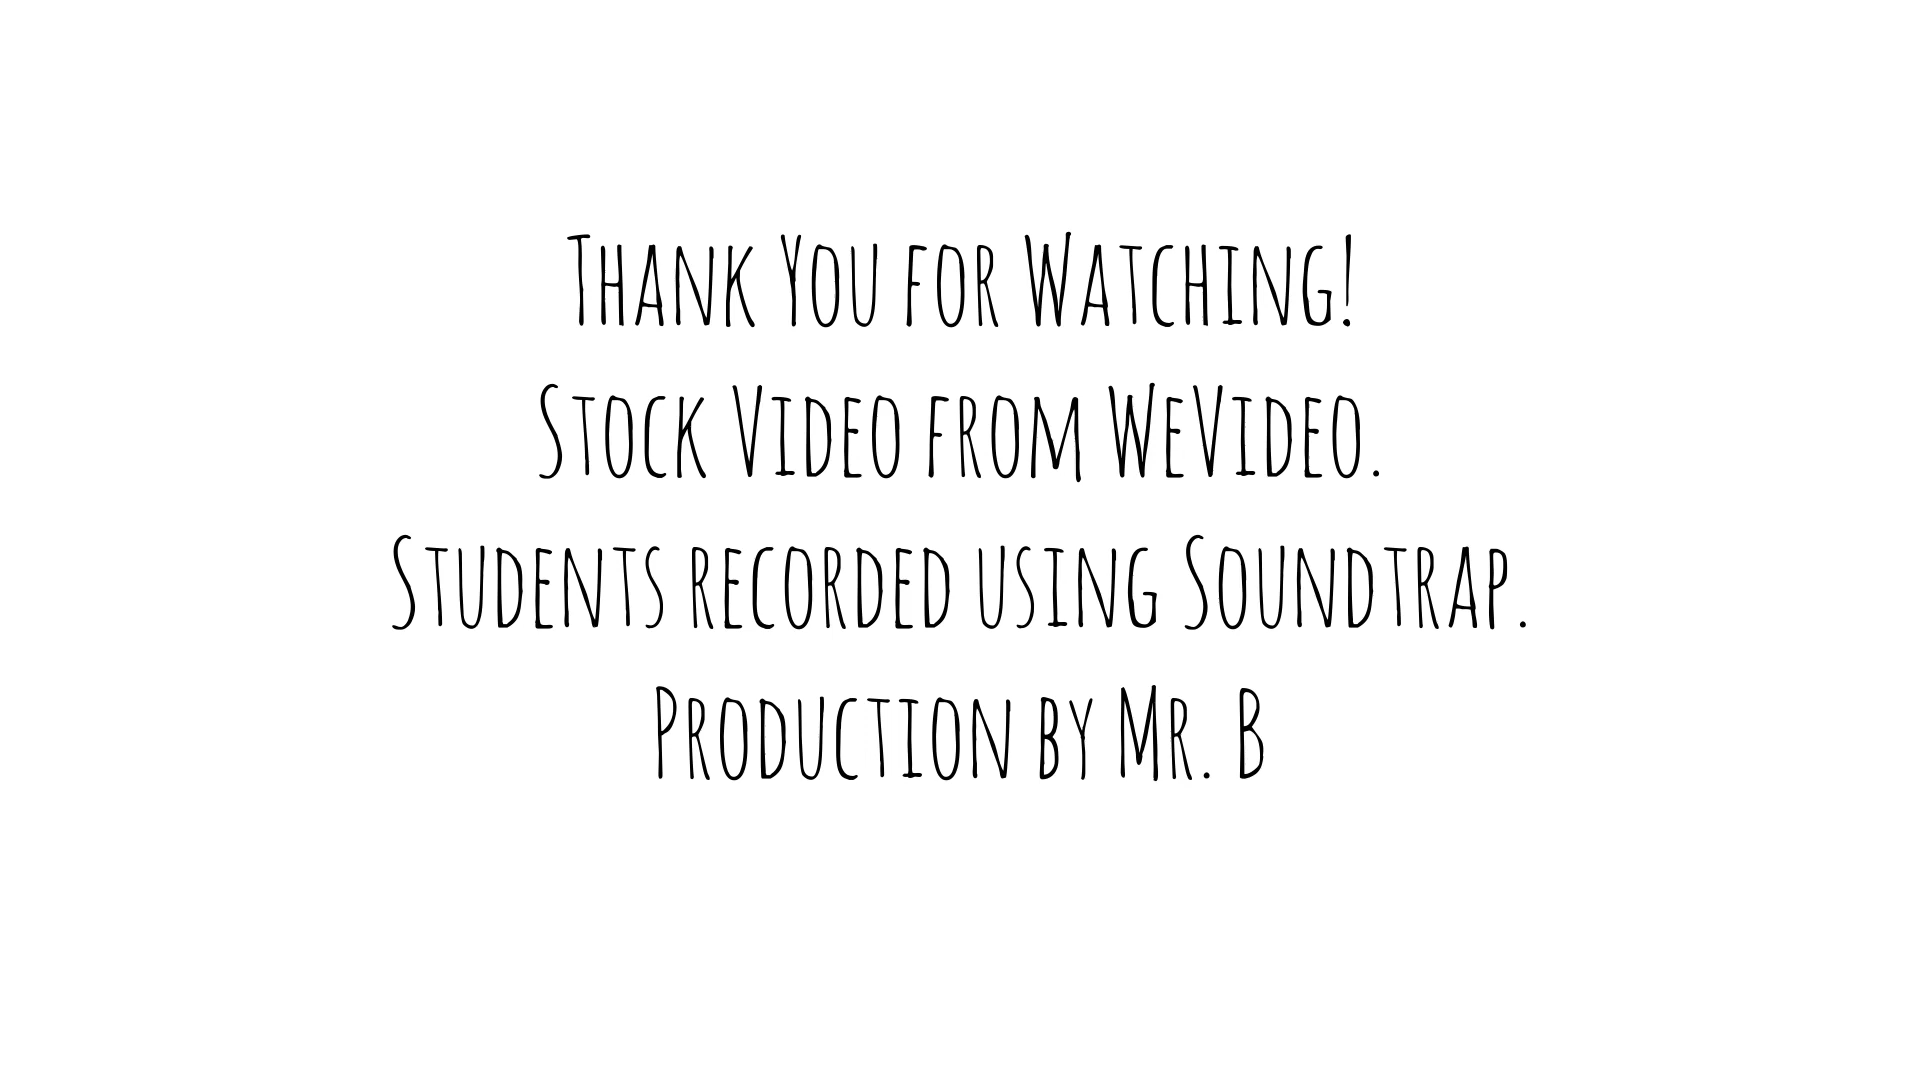 Thank You for Watching!
Stock Video from WeVideo.
Students recorded using Soundtrap.
Production by Mr. B